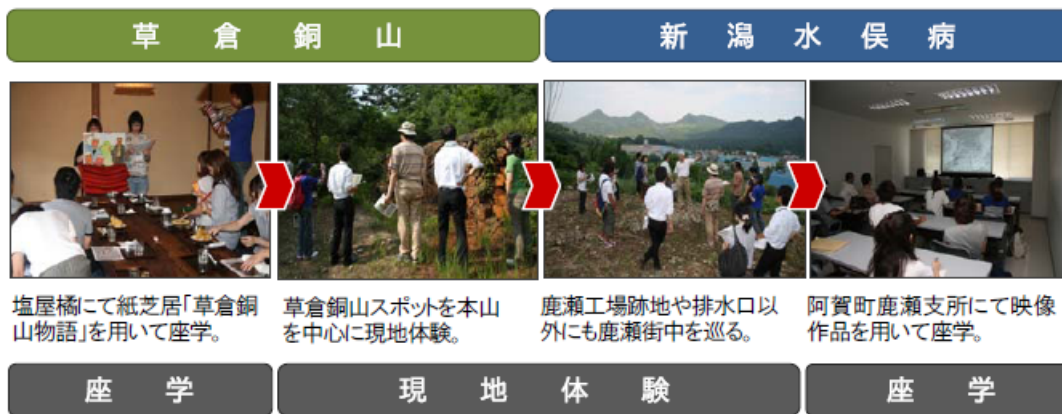 草倉銅山
新潟水俣病
塩屋橘にて紙芝居「草倉銅
山物語」を用いて座学。
草倉銅山スポットを本山
を中心に現地体験。
鹿瀬工場跡地や排水口以
外にも鹿瀬街中を巡る。
阿賀町鹿瀬支所にて映像
作品を用いて座学。
座学
現地体験
座学